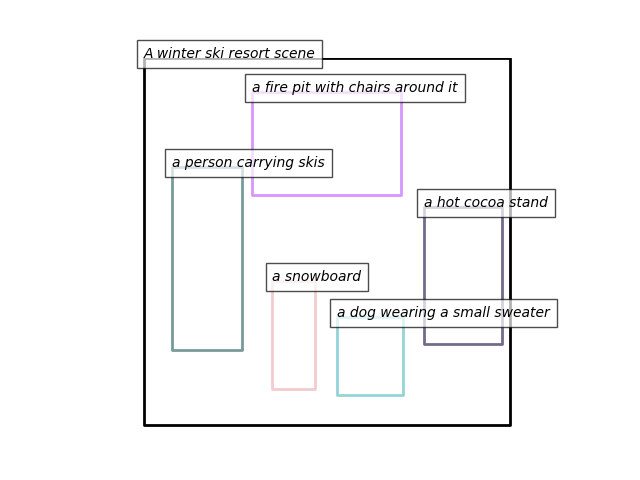 A winter ski resort scene
a fire pit with chairs around it
a person carrying skis
a hot cocoa stand
a snowboard
a dog wearing a small sweater